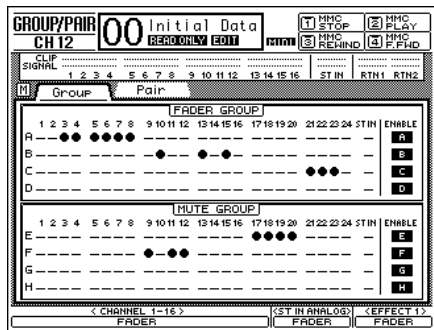 GROUP/PAIR
CH12
00 Initial Data
READ ONLY EDIT
MIDI
1 MMC STOP
2 MMC PLAY
3 MMC REWIND
4 MMC F.FWD
CLIP
SIGNAL
1 2 3 4 5 6 7 8 9 10 11 12 13 14 15 16 ST IN RTN1 RTN2
M Group Pair
FADER GROUP
1 2 3 4 5 6 7 8 9 10 11 12 13 14 15 16 17 18 19 20 21 22 23 24 ST IN ENABLE
A A
B B
C C
D D
MUTE GROUP
1 2 3 4 5 6 7 8 9 10 11 12 13 14 15 16 17 18 19 20 21 22 23 24 ST IN ENABLE
E E
F F
G G
H H
< CHANNEL 1-16 > <ST IN ANALOG> <EFFECT 1>
FADER FADER FADER